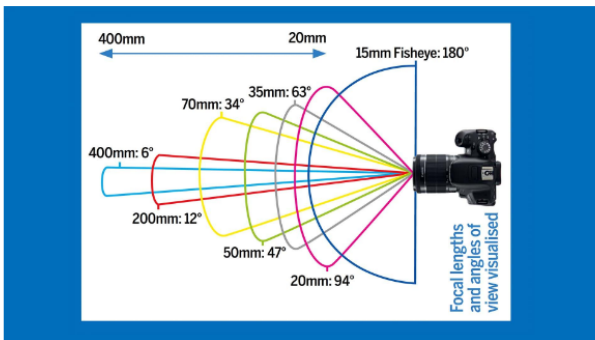 400mm
20mm
15mm Fisheye: 180°
35mm: 63°
70mm: 34°
400mm: 6°
200mm: 12°
50mm: 47°
20mm: 94°
Focal lengths
and angles of
view visualised